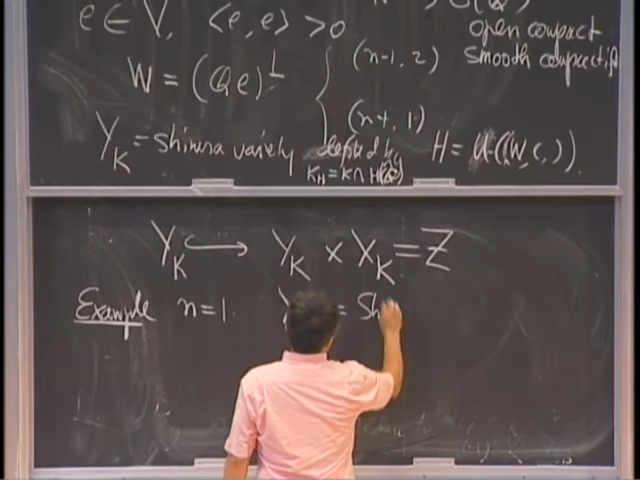 e ∈ V, <e, e> > 0
open compact
W = (Qe)^⊥ { (n-1, 2)
smooth compactif
(n+, 1)
Y_K = shimura variety defined by H = U((W, <, >)).
K_H = K ∩ H
Y_K ↪ Y_K × X_K = Z
Example n=1. = Sh